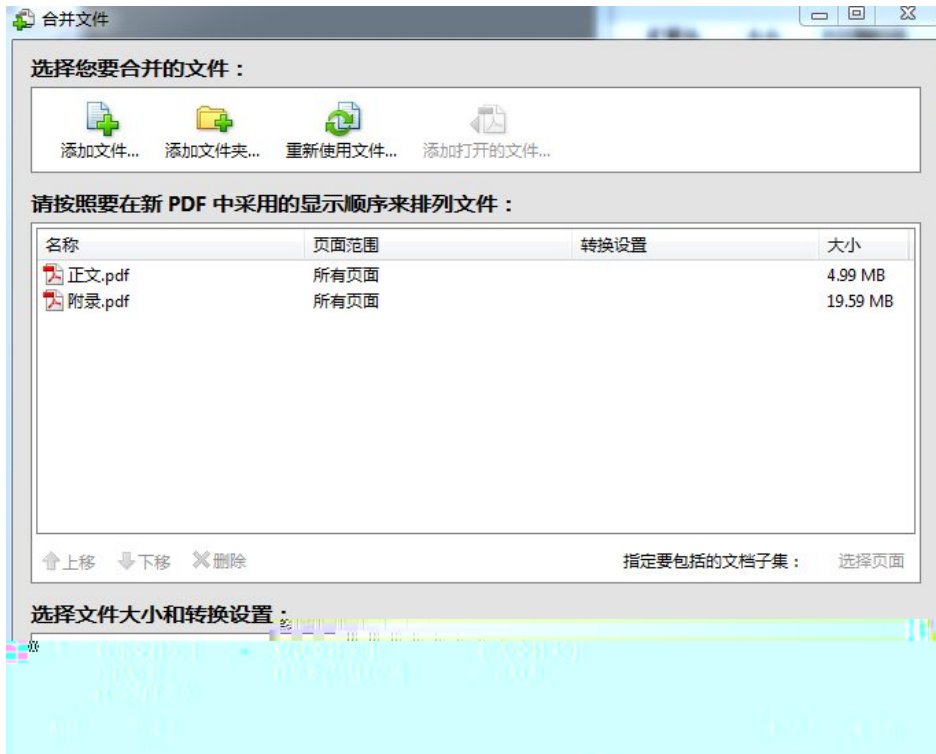 合并文件
选择您要合并的文件：
添加文件... 添加文件夹... 重新使用文件... 添加打开的文件...
请按照要在新 PDF 中采用的显示顺序来排列文件：
名称 页面范围 转换设置 大小
正文.pdf 所有页面 4.99 MB
附录.pdf 所有页面 19.59 MB
上移 下移 删除 指定要包括的文档子集： 选择页面
选择文件大小和转换设置：